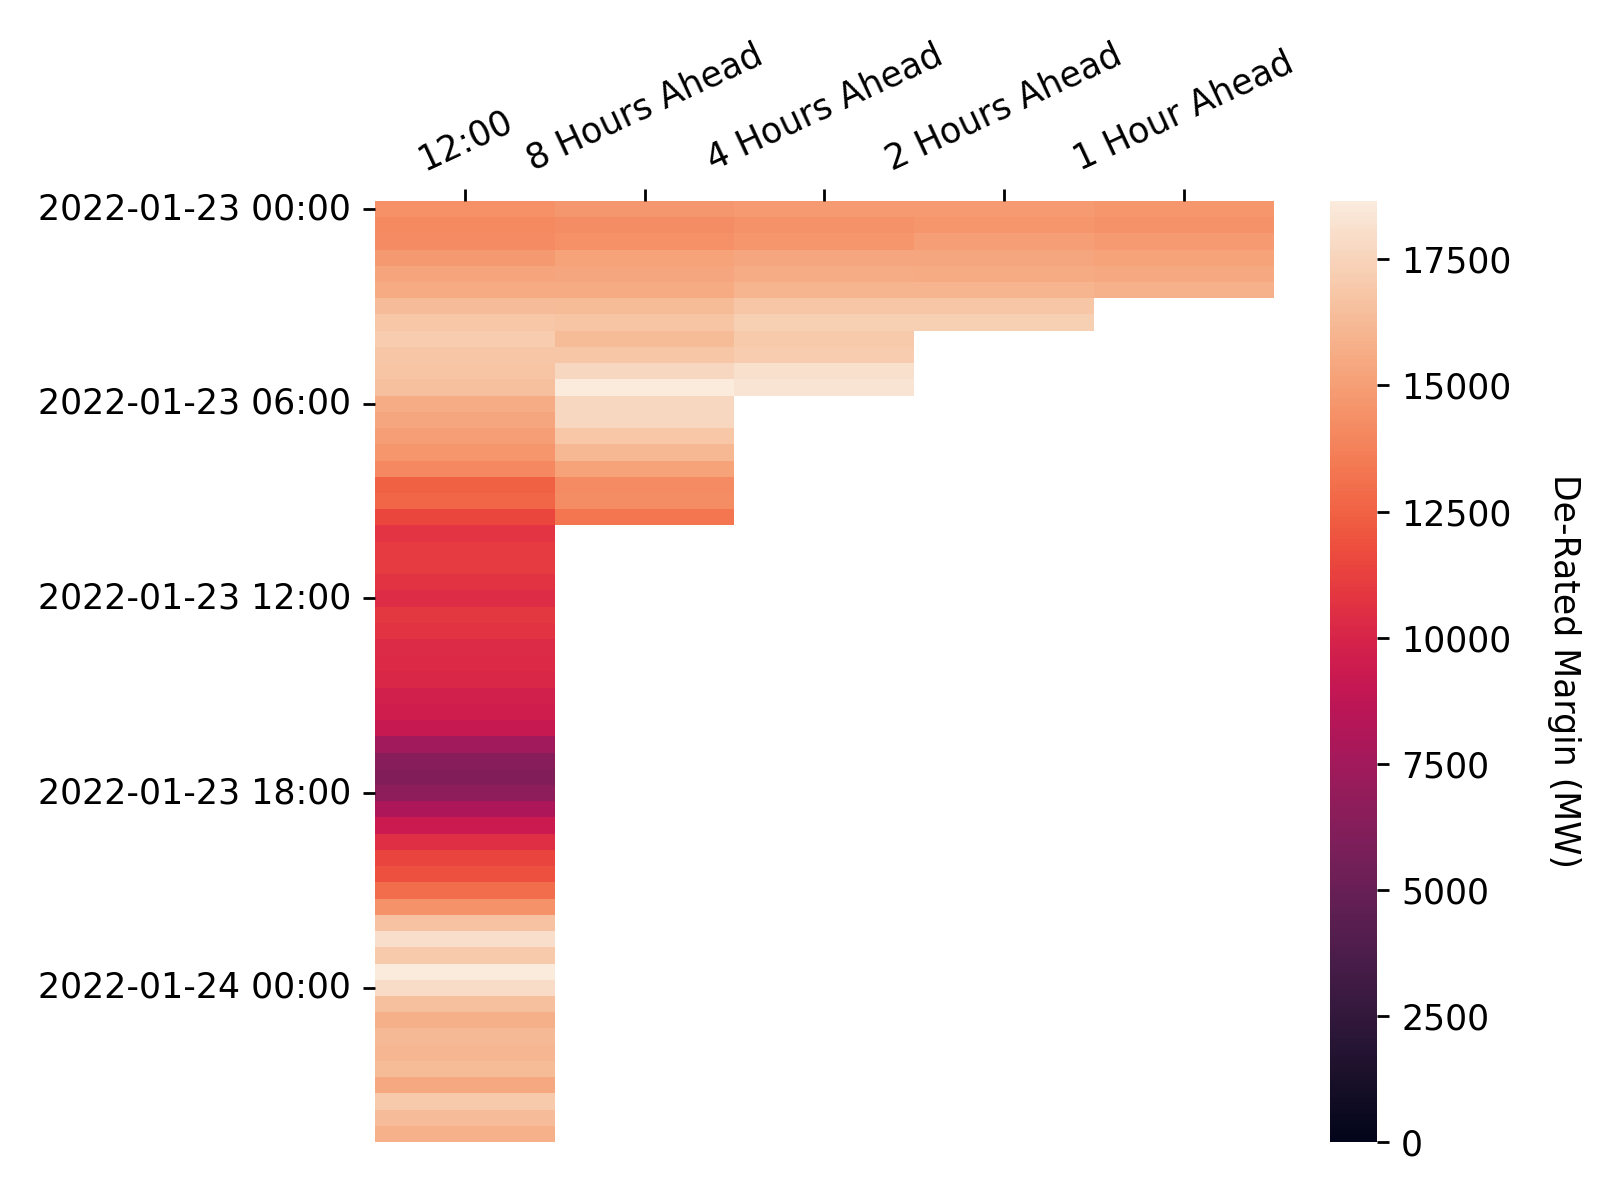 12:00
8 Hours Ahead
4 Hours Ahead
2 Hours Ahead
1 Hour Ahead
2022-01-23 00:00
2022-01-23 06:00
2022-01-23 12:00
2022-01-23 18:00
2022-01-24 00:00
17500
15000
12500
10000
7500
5000
2500
0
De-Rated Margin (MW)